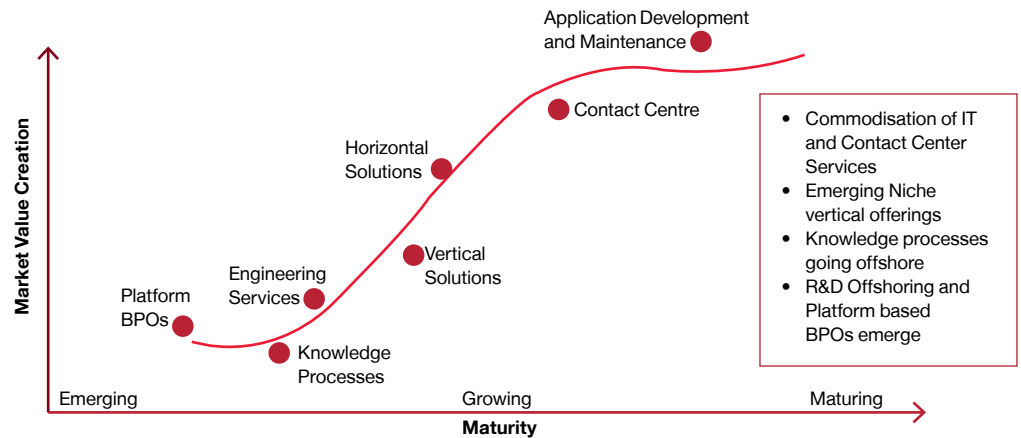 Application Development
and Maintenance
Contact Centre
Horizontal
Solutions
Vertical
Solutions
Engineering
Services
Platform
BPOs
Knowledge
Processes
Market Value Creation
Emerging
Growing
Maturing
Maturity
• Commodisation of IT
and Contact Center
Services
• Emerging Niche
vertical offerings
• Knowledge processes
going offshore
• R&D Offshoring and
Platform based
BPOs emerge